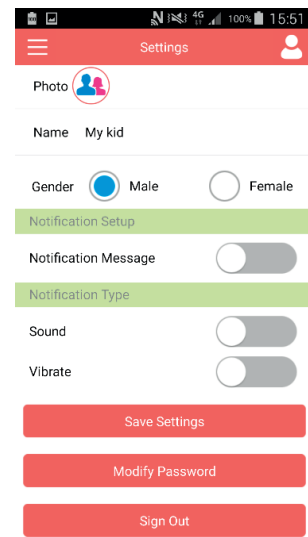 4G
100% 15:51
Settings
Photo
Name My kid
Gender Male Female
Notification Setup
Notification Message
Notification Type
Sound
Vibrate
Save Settings
Modify Password
Sign Out